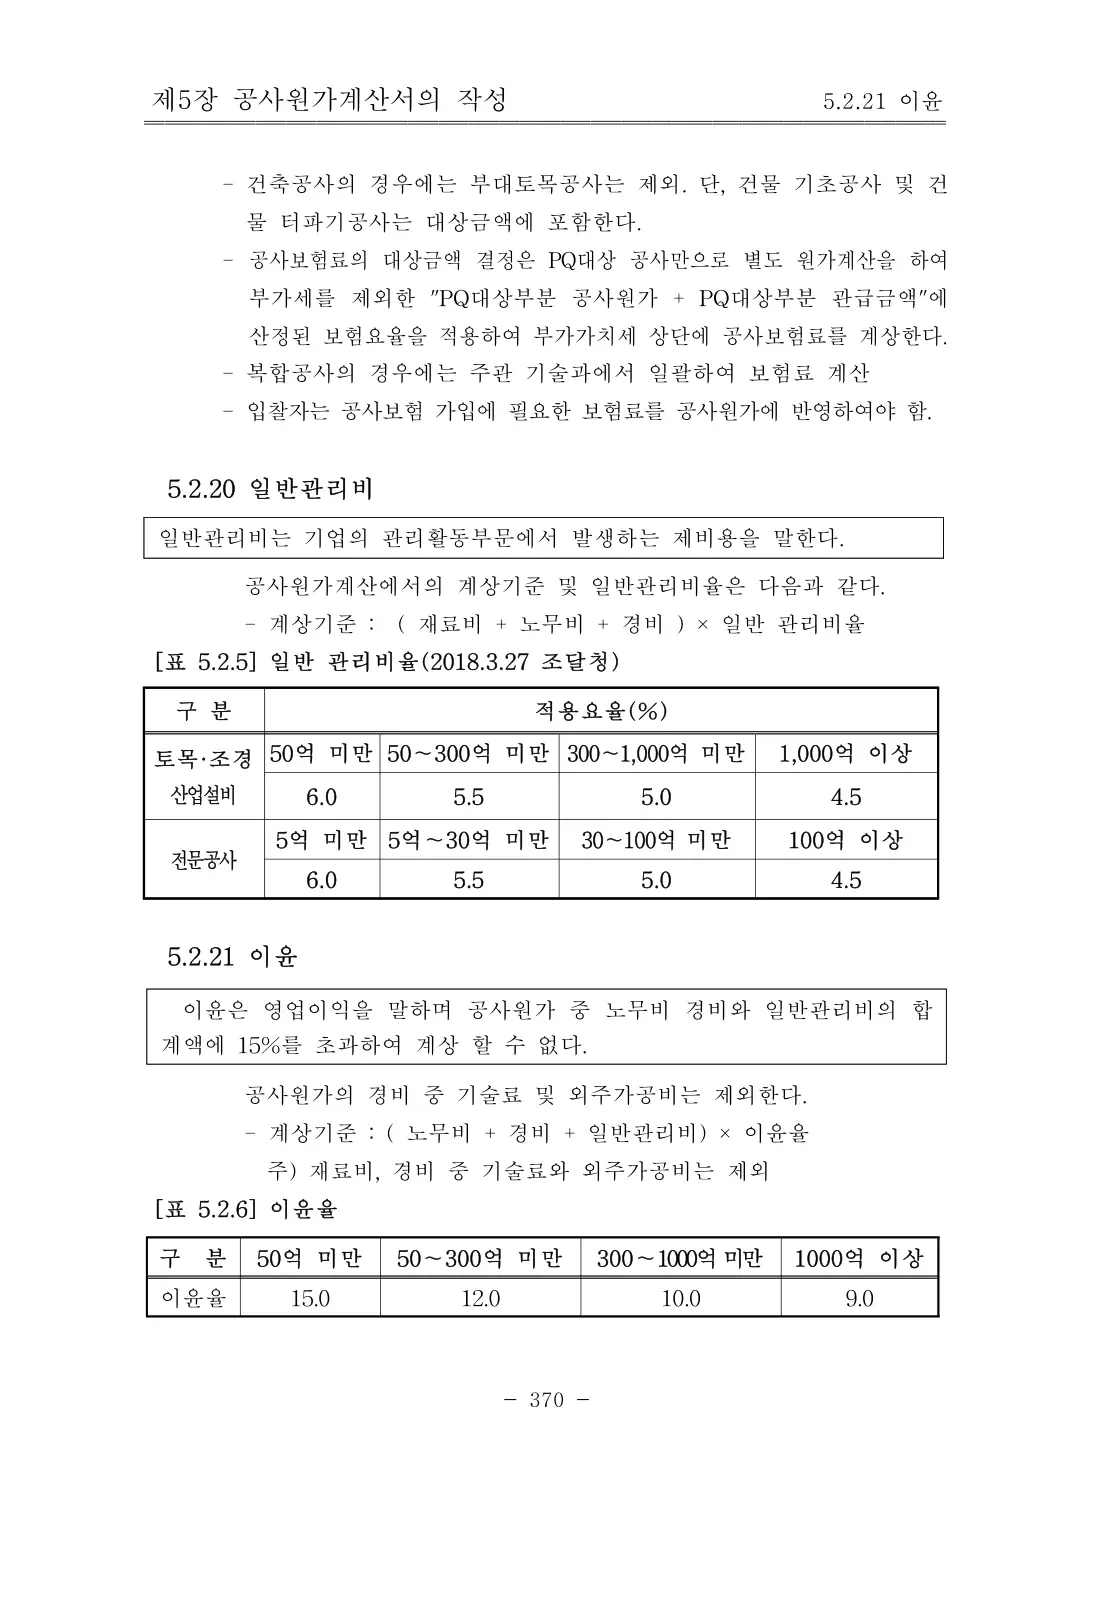 제5장 공사원가계산서의 작성 5.2.21 이윤
- 건축공사의 경우에는 부대토목공사는 제외. 단, 건물 기초공사 및 건
물 터파기공사는 대상금액에 포함한다.
- 공사보험료의 대상금액 결정은 PQ대상 공사만으로 별도 원가계산을 하여
부가세를 제외한 "PQ대상부분 공사원가 + PQ대상부분 관급금액"에
산정된 보험요율을 적용하여 부가가치세 상단에 공사보험료를 계상한다.
- 복합공사의 경우에는 주관 기술과에서 일괄하여 보험료 계산
- 입찰자는 공사보험 가입에 필요한 보험료를 공사원가에 반영하여야 함.
5.2.20 일반관리비
일반관리비는 기업의 관리활동부문에서 발생하는 제비용을 말한다.
공사원가계산에서의 계상기준 및 일반관리비율은 다음과 같다.
- 계상기준 : ( 재료비 + 노무비 + 경비 ) × 일반 관리비율
[표 5.2.5] 일반 관리비율(2018.3.27 조달청)
구 분 적용요율(%)
토목·조경 50억 미만 50~300억 미만 300~1,000억 미만 1,000억 이상
산업설비 6.0 5.5 5.0 4.5
전문공사 5억 미만 5억~30억 미만 30~100억 미만 100억 이상
6.0 5.5 5.0 4.5
5.2.21 이윤
이윤은 영업이익을 말하며 공사원가 중 노무비 경비와 일반관리비의 합
계액에 15%를 초과하여 계상 할 수 없다.
공사원가의 경비 중 기술료 및 외주가공비는 제외한다.
- 계상기준 : ( 노무비 + 경비 + 일반관리비) × 이윤율
주) 재료비, 경비 중 기술료와 외주가공비는 제외
[표 5.2.6] 이윤율
구 분 50억 미만 50~300억 미만 300~1000억 미만 1000억 이상
이윤율 15.0 12.0 10.0 9.0
- 370 -